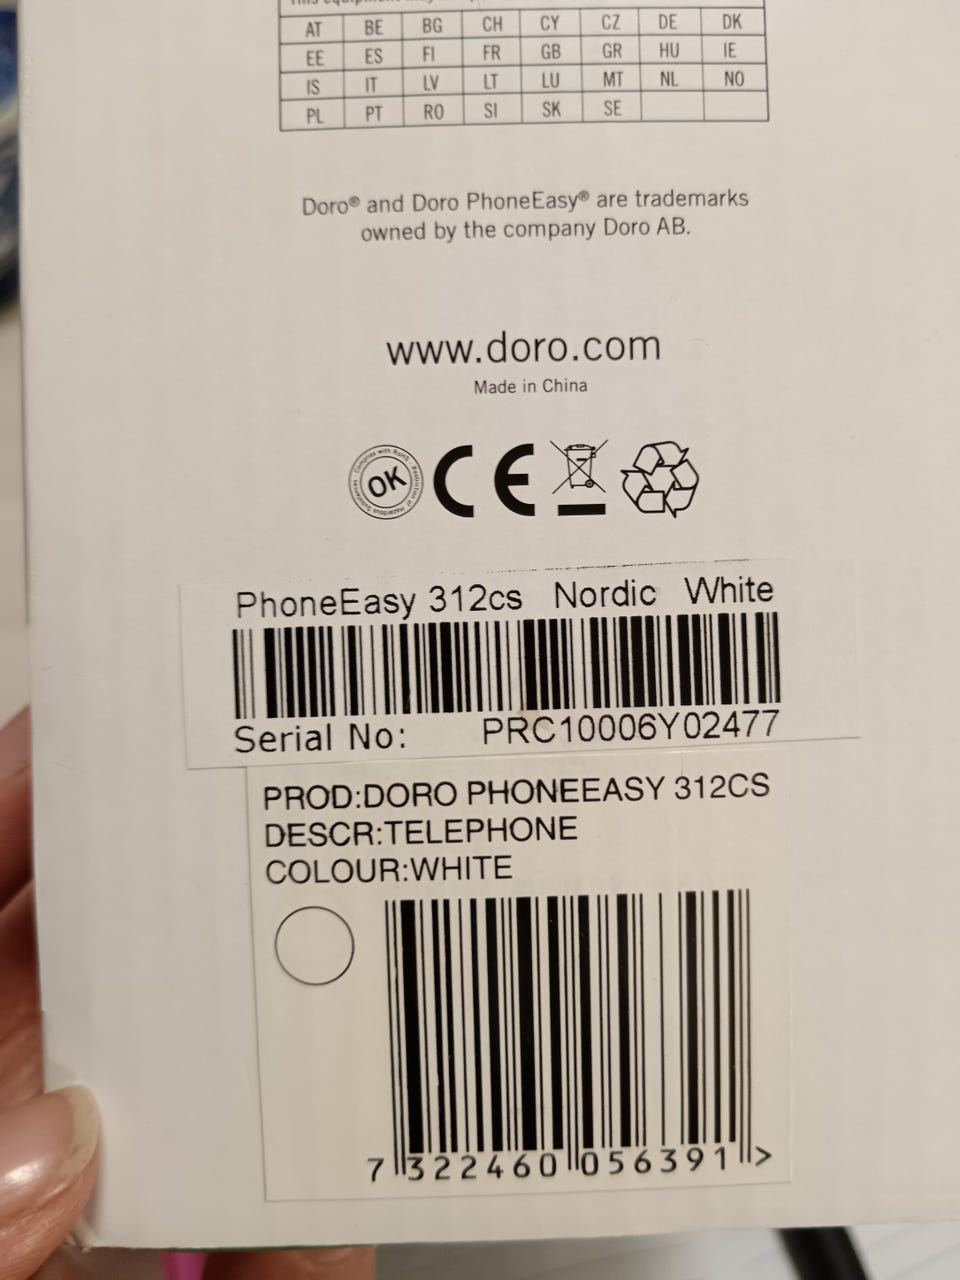 AT BE BG CH CY CZ DE DK
EE ES FI FR GB GR HU IE
IS IT LV LT LU MT NL NO
PL PT RO SI SK SE
Doro® and Doro PhoneEasy® are trademarks
owned by the company Doro AB.
www.doro.com
Made in China
OK
CE
PhoneEasy 312cs Nordic White
Serial No: PRC10006Y02477
PROD:DORO PHONEEASY 312CS
DESCR:TELEPHONE
COLOUR:WHITE
7 322460 056391 >